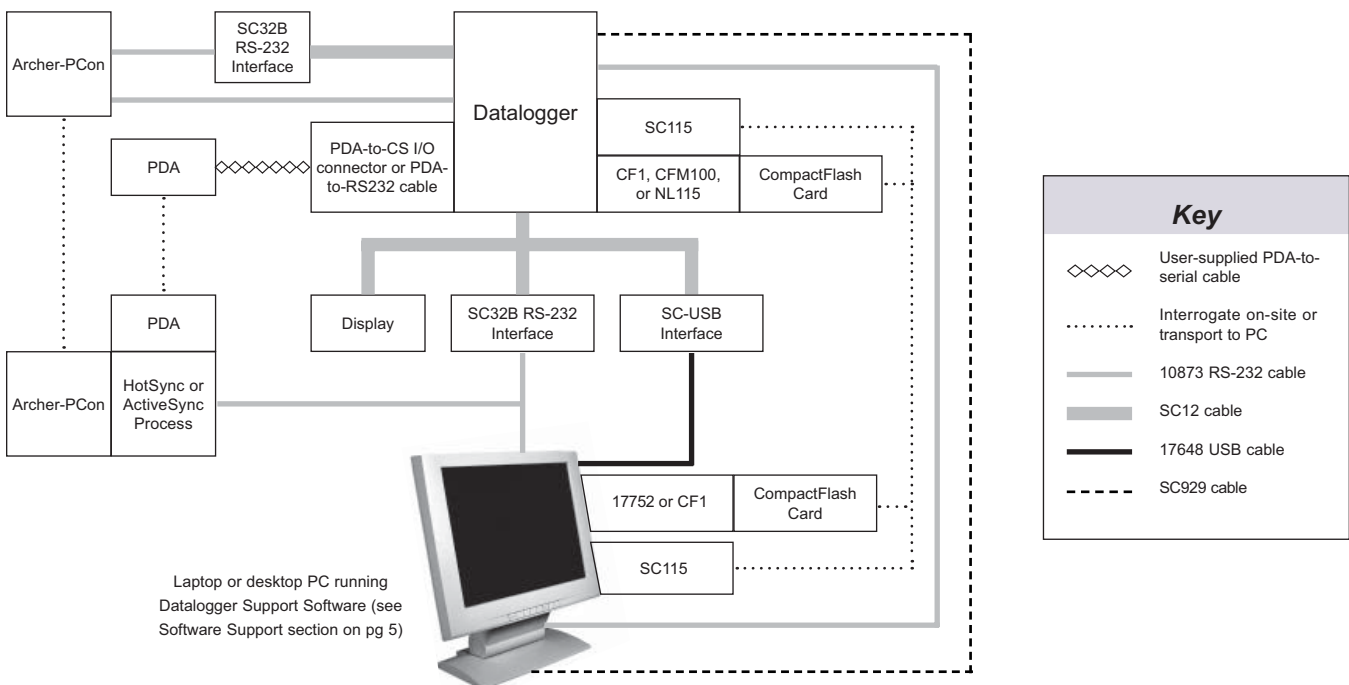 Archer-PCon
SC32B
RS-232
Interface
Datalogger
SC115
PDA
PDA-to-CS I/O
connector or PDA-
to-RS232 cable
CF1, CFM100,
or NL115
CompactFlash
Card
PDA
Display
SC32B RS-232
Interface
SC-USB
Interface
Archer-PCon
HotSync or
ActiveSync
Process
17752 or CF1
CompactFlash
Card
SC115
Laptop or desktop PC running
Datalogger Support Software (see
Software Support section on pg 5)
Key
User-supplied PDA-to-
serial cable
Interrogate on-site or
transport to PC
10873 RS-232 cable
SC12 cable
17648 USB cable
SC929 cable